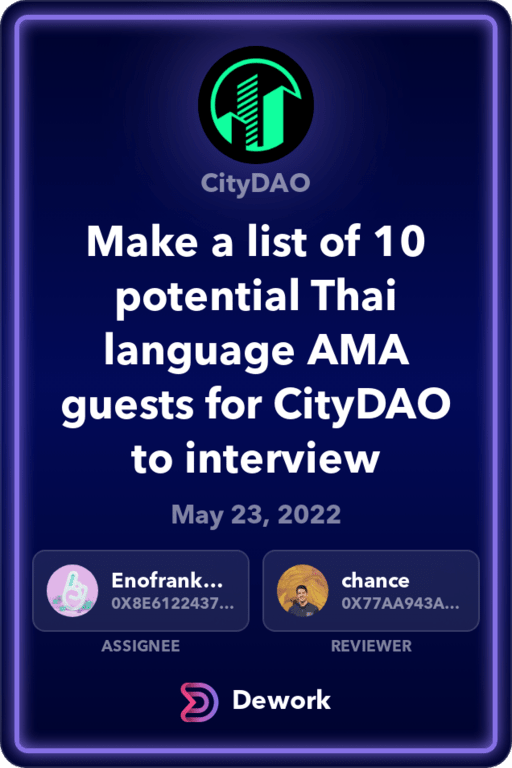 CityDAO
Make a list of 10
potential Thai
language AMA
guests for CityDAO
to interview
May 23, 2022
Enofrank...
0X8E6122437...
ASSIGNEE
chance
0X77AA943A...
REVIEWER
Dework